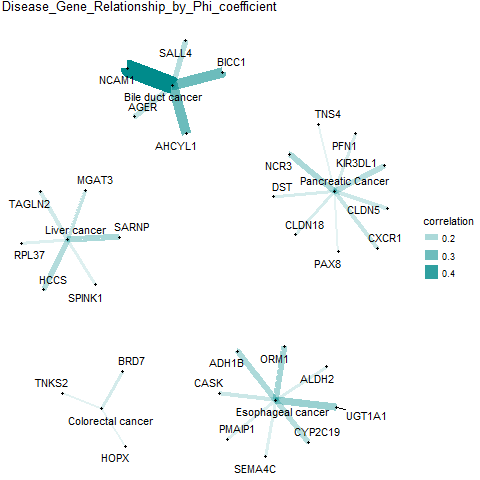 Disease_Gene_Relationship_by_Phi_coefficient
SALL4
BICC1
NCAM1
Bile duct cancer
AGER
AHCYL1
TNS4
PFN1
NCR3
KIR3DL1
Pancreatic Cancer
DST
CLDN5
CLDN18
CXCR1
PAX8
MGAT3
TAGLN2
SARNP
Liver cancer
RPL37
HCCS
SPINK1
correlation
0.2
0.3
0.4
BRD7
TNKS2
Colorectal cancer
HOPX
ORM1
ADH1B
ALDH2
CASK
Esophageal cancer
UGT1A1
PMAIP1
CYP2C19
SEMA4C